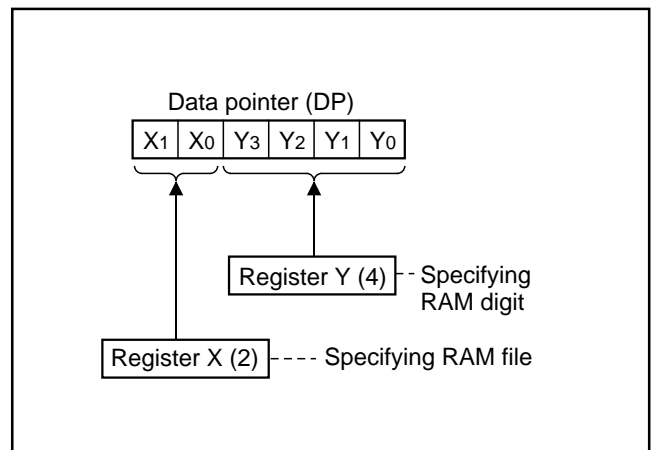 Data pointer (DP)
X1 X0 Y3 Y2 Y1 Y0
Register Y (4)
Specifying
RAM digit
Register X (2)
Specifying RAM file